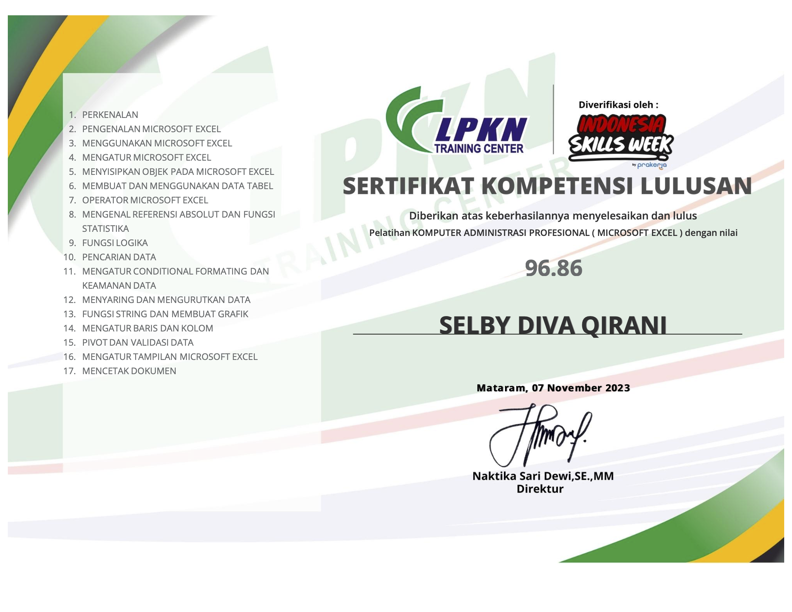 1. PERKENALAN
2. PENGENALAN MICROSOFT EXCEL
3. MENGGUNAKAN MICROSOFT EXCEL
4. MENGATUR MICROSOFT EXCEL
5. MENYISIPKAN OBJEK PADA MICROSOFT EXCEL
6. MEMBUAT DAN MENGGUNAKAN DATA TABEL
7. OPERATOR MICROSOFT EXCEL
8. MENGENAL REFERENSI ABSOLUT DAN FUNGSI
STATISTIKA
9. FUNGSI LOGIKA
10. PENCARIAN DATA
11. MENGATUR CONDITIONAL FORMATING DAN
KEAMANAN DATA
12. MENYARING DAN MENGURUTKAN DATA
13. FUNGSI STRING DAN MEMBUAT GRAFIK
14. MENGATUR BARIS DAN KOLOM
15. PIVOT DAN VALIDASI DATA
16. MENGATUR TAMPILAN MICROSOFT EXCEL
17. MENCETAK DOKUMEN
LPKN
TRAINING CENTER
LPKN
TRAINING CENTER
Diverifikasi oleh :
INDONESIA
SKILLS WEEK
by prakerja
SERTIFIKAT KOMPETENSI LULUSAN
Diberikan atas keberhasilannya menyelesaikan dan lulus
Pelatihan KOMPUTER ADMINISTRASI PROFESIONAL ( MICROSOFT EXCEL ) dengan nilai
96.86
SELBY DIVA QIRANI
Mataram, 07 November 2023
Naktika Sari Dewi,SE.,MM
Direktur